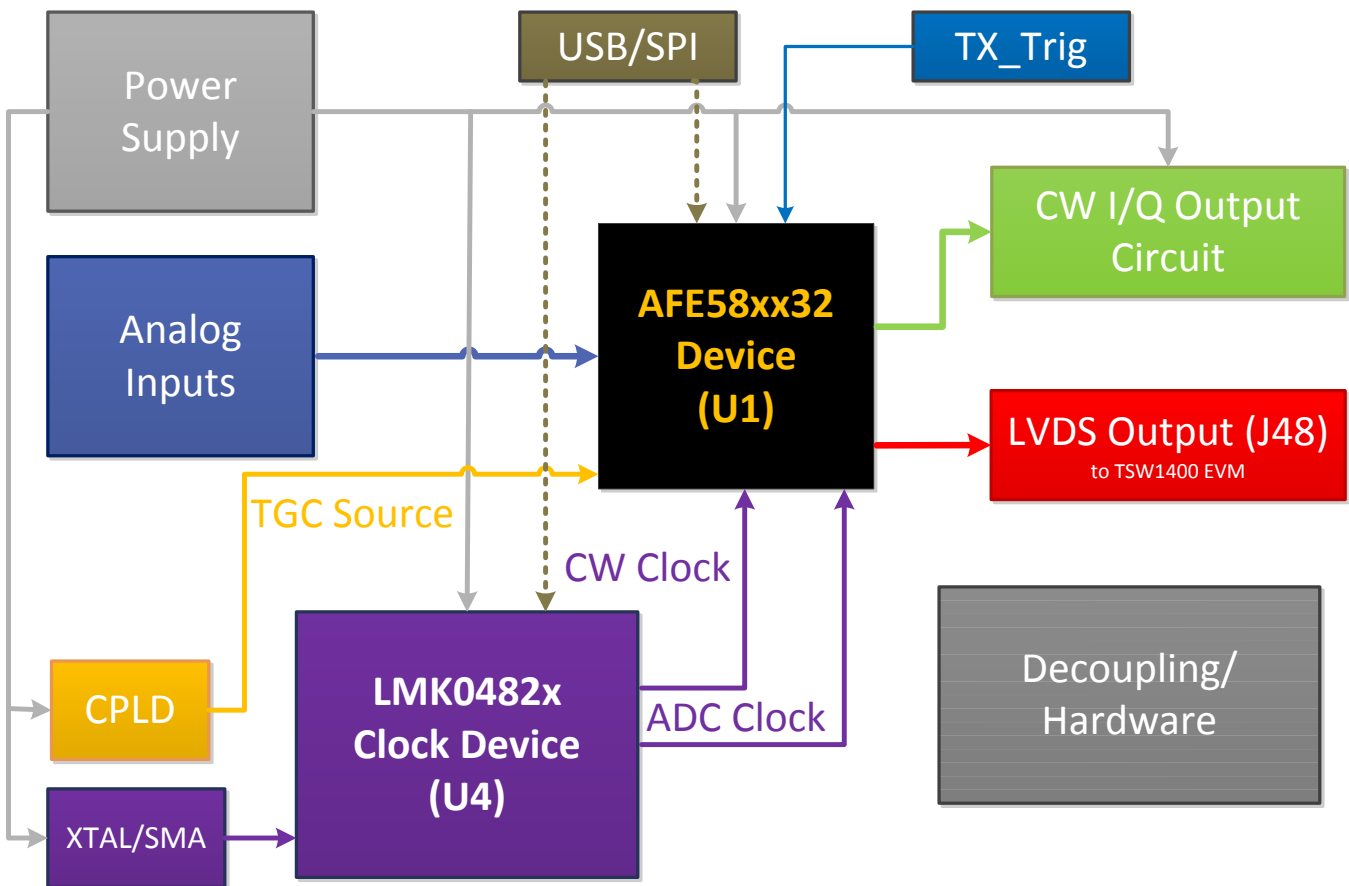 Power
Supply
USB/SPI
TX_Trig
Analog
Inputs
AFE58xx32
Device
(U1)
CW I/Q Output
Circuit
LVDS Output (J48)
to TSW1400 EVM
TGC Source
CW Clock
ADC Clock
CPLD
XTAL/SMA
LMK0482x
Clock Device
(U4)
Decoupling/
Hardware